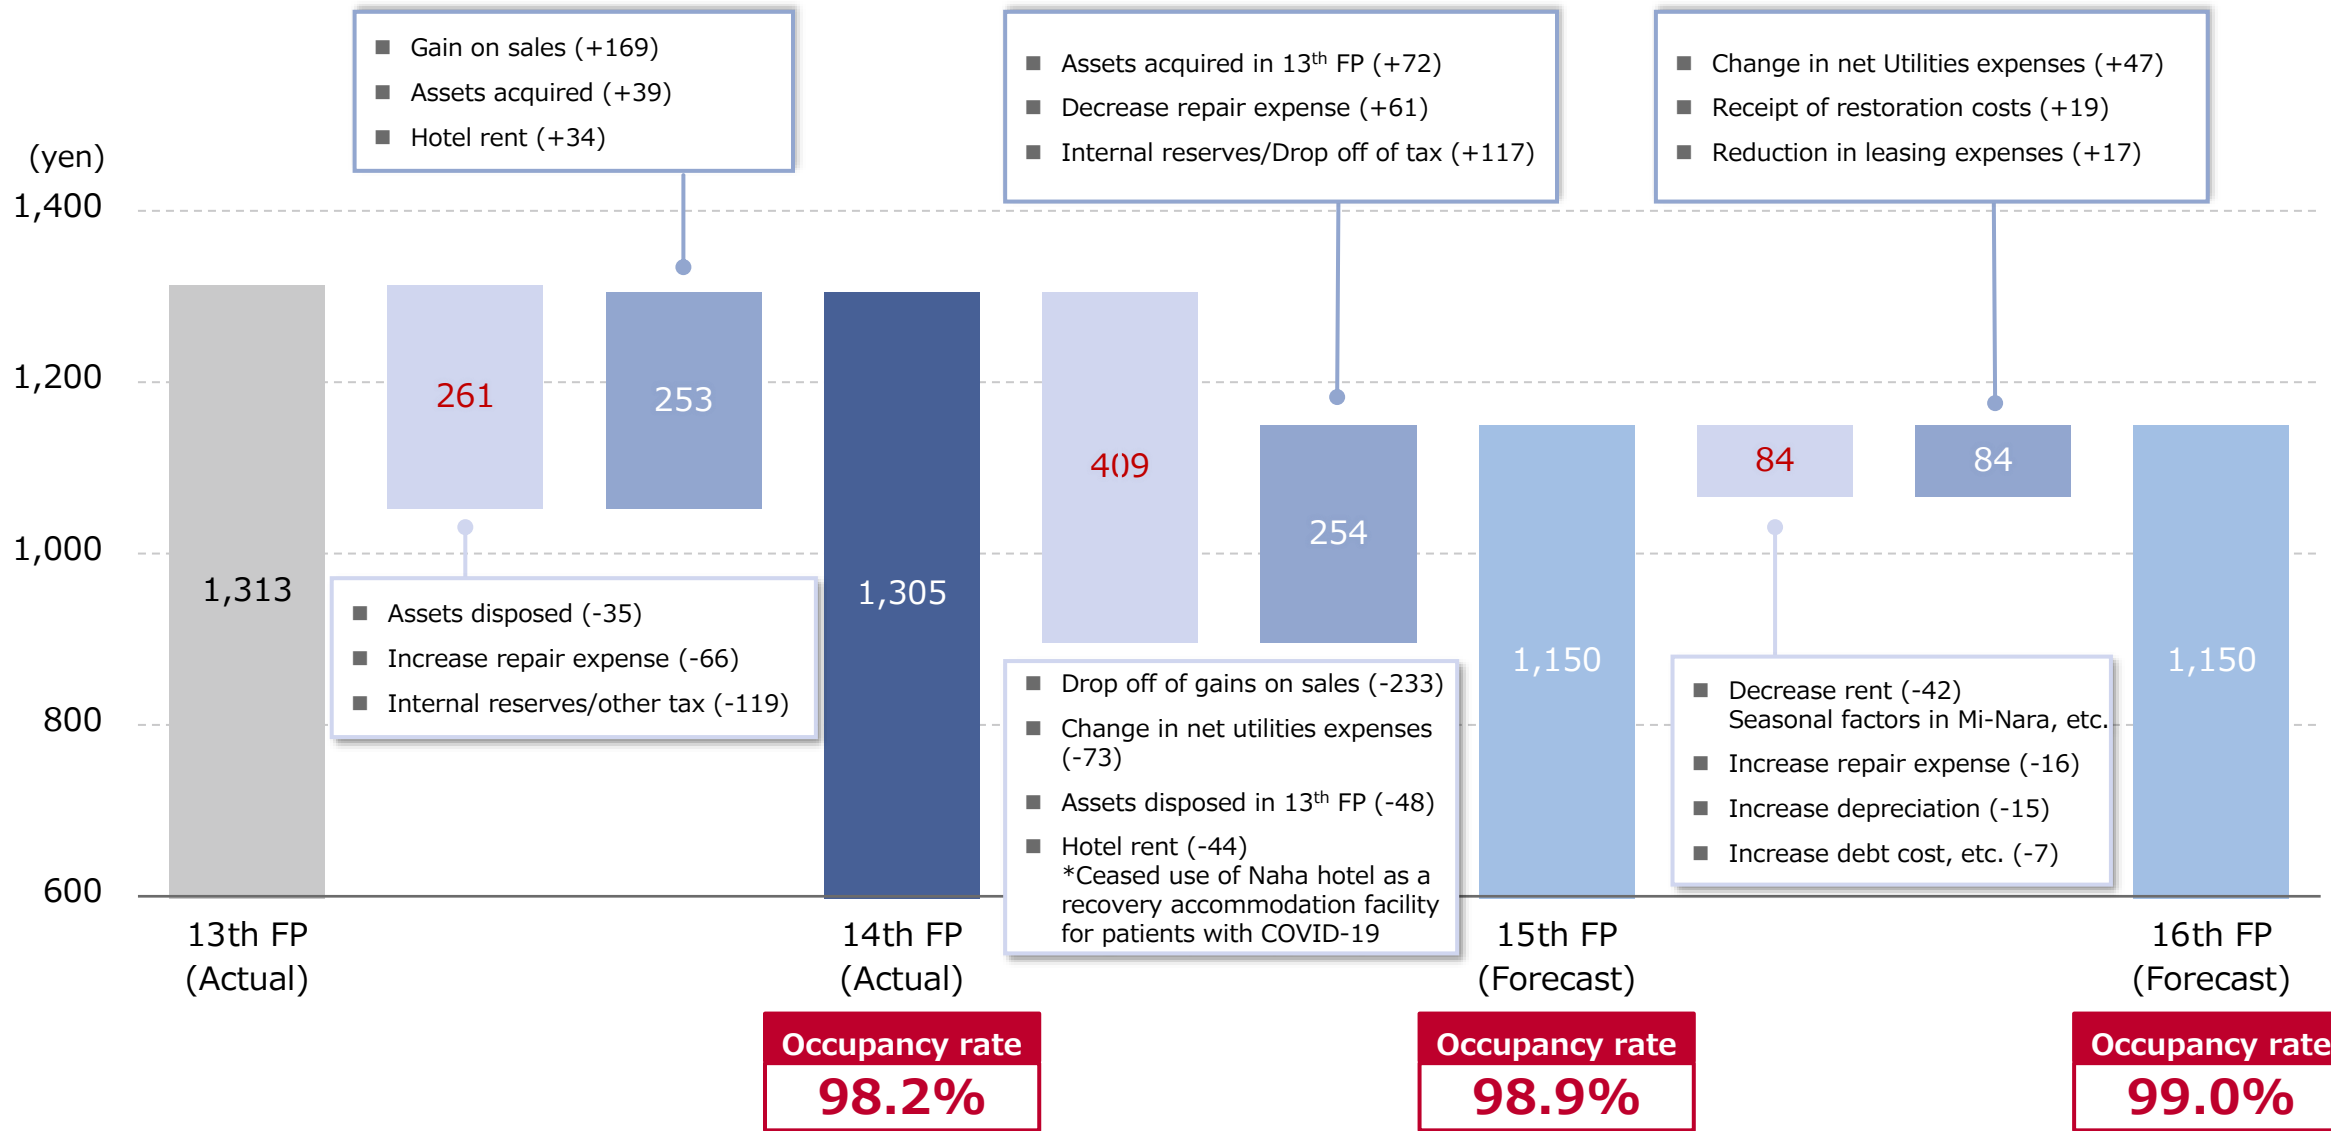 ■ Gain on sales (+169)
■ Assets acquired (+39)
■ Hotel rent (+34)
■ Assets acquired in 13th FP (+72)
■ Decrease repair expense (+61)
■ Internal reserves/Drop off of tax (+117)
■ Change in net Utilities expenses (+47)
■ Receipt of restoration costs (+19)
■ Reduction in leasing expenses (+17)
(yen)
1,400
1,200
1,000
800
600
1,313
261
253
1,305
409
254
1,150
84
84
1,150
■ Assets disposed (-35)
■ Increase repair expense (-66)
■ Internal reserves/other tax (-119)
■ Drop off of gains on sales (-233)
■ Change in net utilities expenses
(-73)
■ Assets disposed in 13th FP (-48)
■ Hotel rent (-44)
*Ceased use of Naha hotel as a
recovery accommodation facility
for patients with COVID-19
■ Decrease rent (-42)
Seasonal factors in Mi-Nara, etc.
■ Increase repair expense (-16)
■ Increase depreciation (-15)
■ Increase debt cost, etc. (-7)
13th FP
(Actual)
14th FP
(Actual)
15th FP
(Forecast)
16th FP
(Forecast)
Occupancy rate
98.2%
Occupancy rate
98.9%
Occupancy rate
99.0%